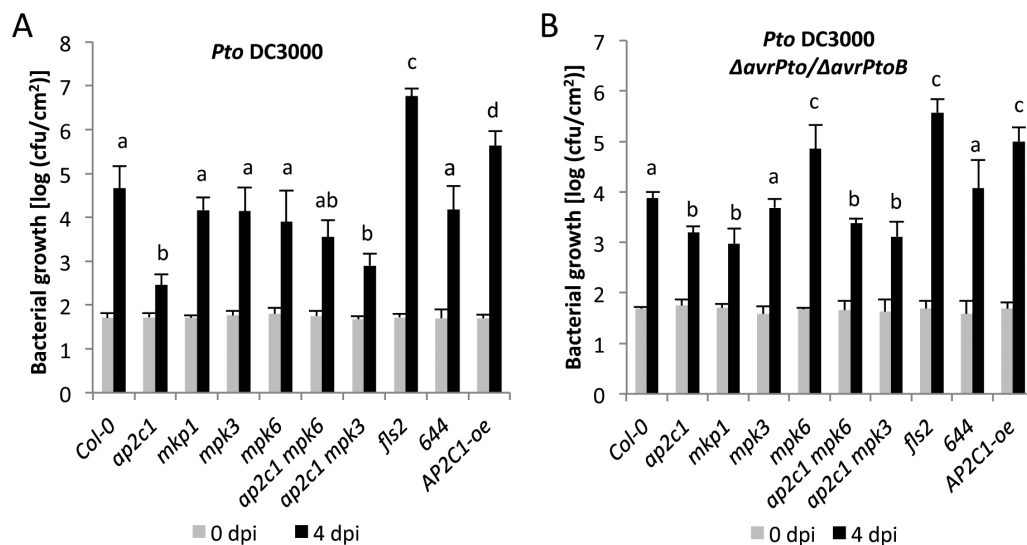 A
Pto DC3000
Bacterial growth [log (cfu/cm²)]
8
7
6
5
4
3
2
1
0
a
b
a
a
a
ab
b
c
a
d
Col-0
ap2c1
mkp1
mpk3
mpk6
ap2c1 mpk6
ap2c1 mpk3
fls2
644
AP2C1-oe
0 dpi
4 dpi
B
Pto DC3000
ΔavrPto/ΔavrPtoB
Bacterial growth [log (cfu/cm²)]
7
6
5
4
3
2
1
0
a
b
b
a
c
b
b
c
a
c
Col-0
ap2c1
mkp1
mpk3
mpk6
ap2c1 mpk6
ap2c1 mpk3
fls2
644
AP2C1-oe
0 dpi
4 dpi